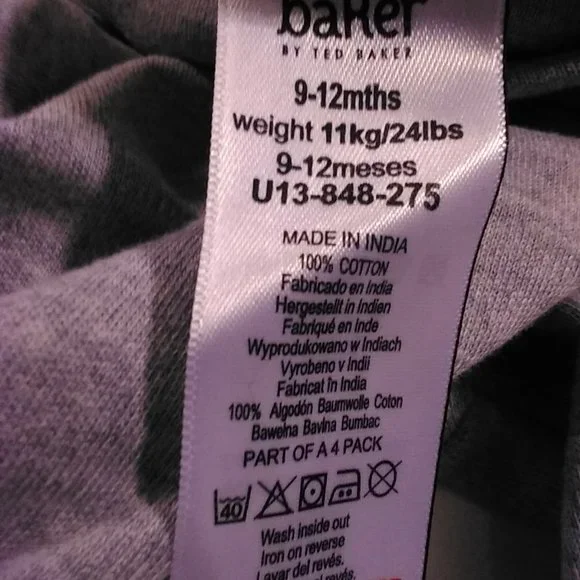 baker
BY TED BAKER
9-12mths
weight 11kg/24lbs
9-12meses
U13-848-275
MADE IN INDIA
100% COTTON
Fabricado en India
Hergestellt in Indien
Fabriqué en Inde
Wyprodukowano w Indiach
Vyrobeno v Indii
Fabricat în India
100% Algodón Baumwolle Coton
Bawełna Bavlna Bumbac
PART OF A 4 PACK
40
Wash inside out
Iron on reverse
Lavar del revés.
revés.